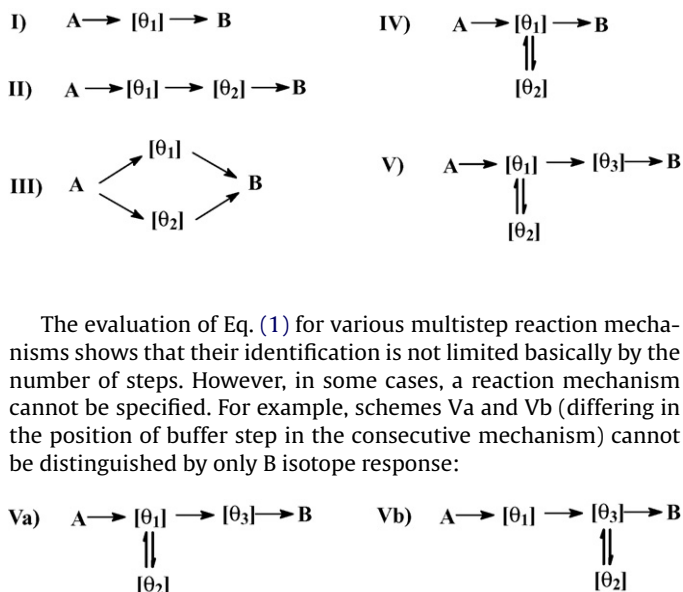 I) A → [θ₁] → B
II) A → [θ₁] → [θ₂] → B
III) A [θ₁] [θ₂] B
IV) A → [θ₁] → B
[θ₂]
V) A → [θ₁] → [θ₃] → B
[θ₂]
The evaluation of Eq. (1) for various multistep reaction mecha-
nisms shows that their identification is not limited basically by the
number of steps. However, in some cases, a reaction mechanism
cannot be specified. For example, schemes Va and Vb (differing in
the position of buffer step in the consecutive mechanism) cannot
be distinguished by only B isotope response:
Va) A → [θ₁] → [θ₃] → B
[θ₂]
Vb) A → [θ₁] → [θ₃] → B
[θ₂]